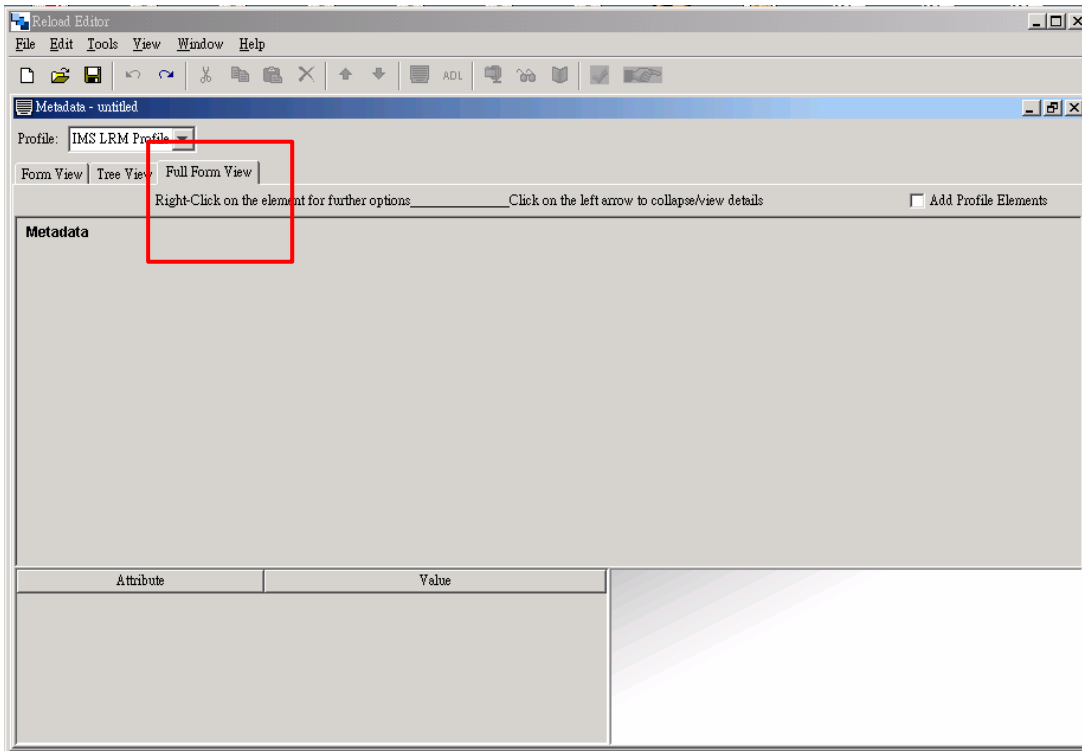 Reload Editor
File Edit Tools View Window Help
ADL
Metadata - untitled
Profile: IMS LRM Profile
Form View Tree View Full Form View
Right-Click on the element for further options______________Click on the left arrow to collapse/view details Add Profile Elements
Metadata
Attribute Value